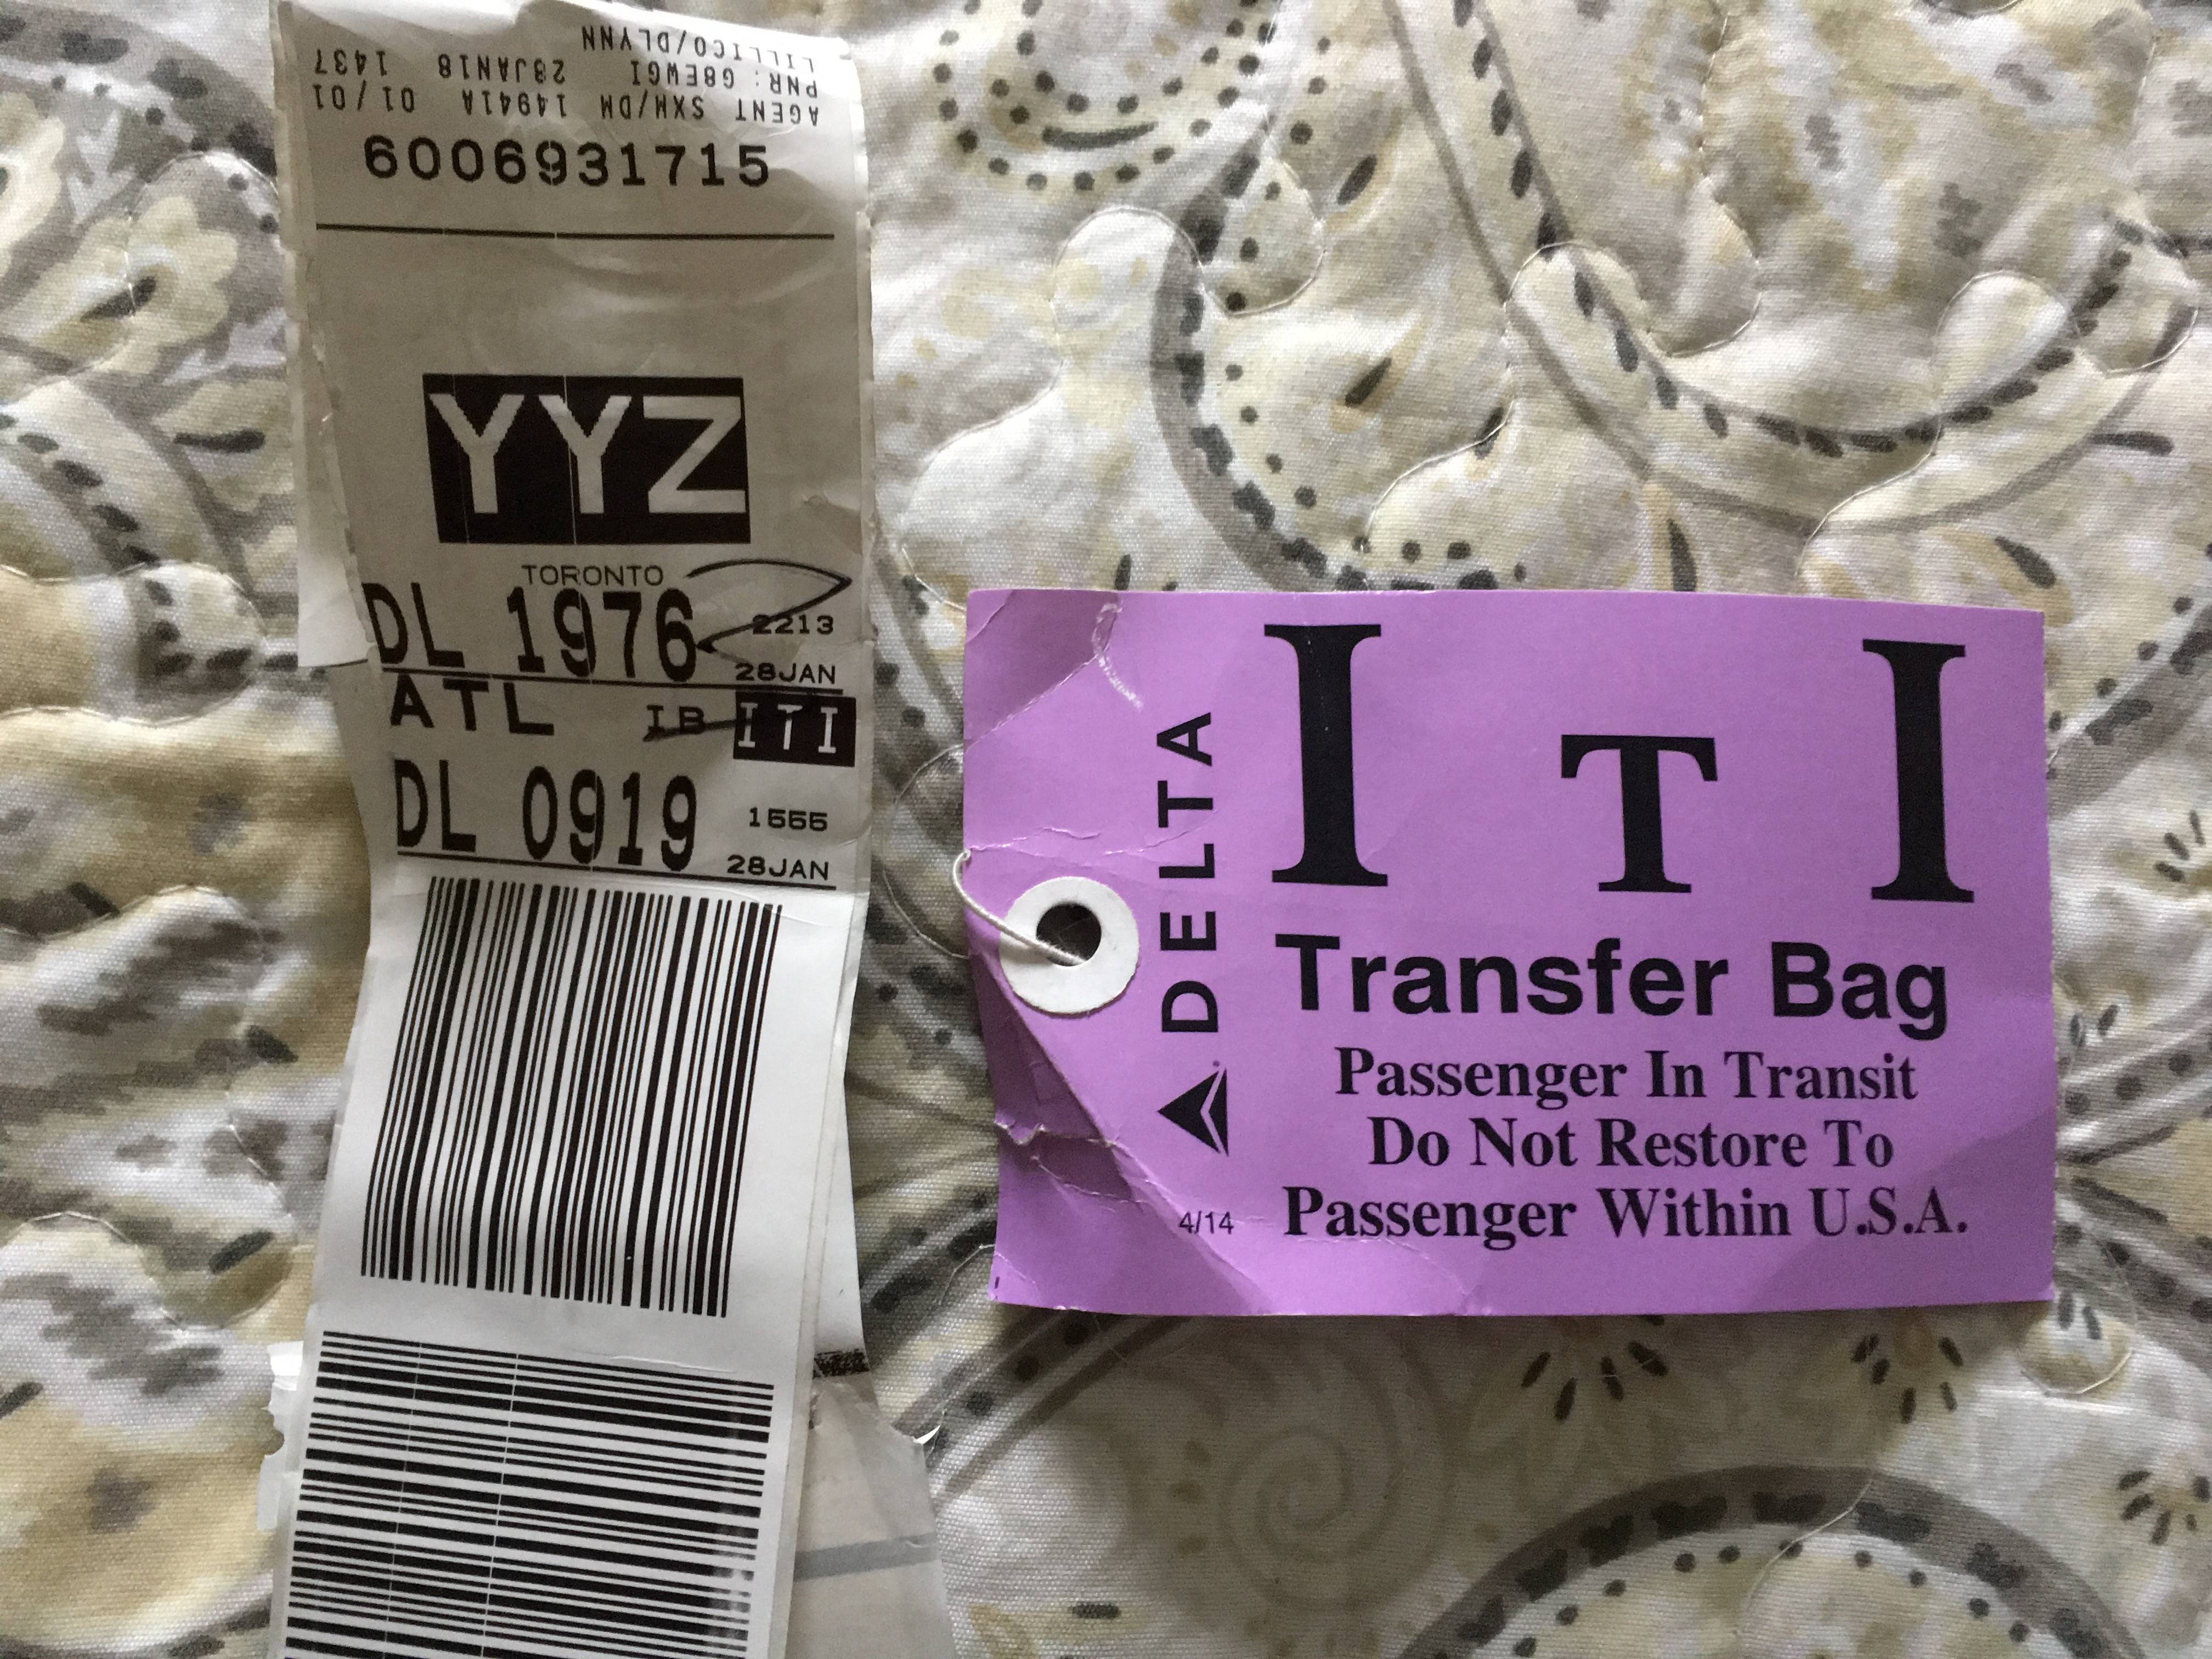 LILLICO/DLYNN
PNR: G8EWGI 28JAN18 1437
AGENT SXM/DM 14941A 01/01
6006931715
YYZ
TORONTO
DL 1976 2213
28JAN
ATL IB ITI
DL 0919 1555
28JAN
DELTA
4/14
I T I
Transfer Bag
Passenger In Transit
Do Not Restore To
Passenger Within U.S.A.